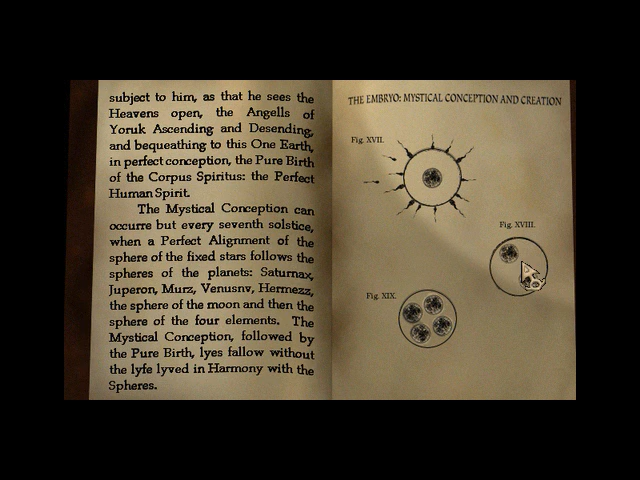 subject to him, as that he sees the
Heavens open, the Angells of
Yoruk Ascending and Desending,
and bequeathing to this One Earth,
in perfect conception, the Pure Birth
of the Corpus Spiritus: the Perfect
Human Spirit.
The Mystical Conception can
occurre but every seventh solstice,
when a Perfect Alignment of the
sphere of the fixed stars follows the
spheres of the planets: Saturnax,
Juperon, Murz, Venusnv, Hermezz,
the sphere of the moon and then the
sphere of the four elements. The
Mystical Conception, followed by
the Pure Birth, lyes fallow without
the lyfe lyved in Harmony with the
Spheres.
THE EMBRYO: MYSTICAL CONCEPTION AND CREATION
Fig. XVII.
Fig. XVIII.
Fig. XIX.